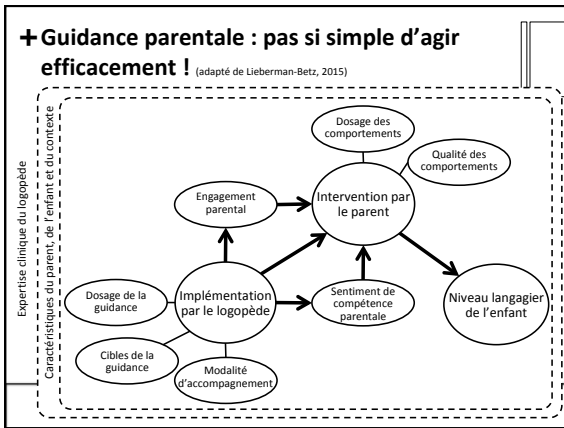 + Guidance parentale : pas si simple d’agir
efficacement ! (adapté de Lieberman-Betz, 2015)
Expertise clinique du logopède
Caractéristiques du parent, de l’enfant et du contexte
Dosage des
comportements
Qualité des
comportements
Engagement
parental
Intervention par
le parent
Dosage de la
guidance
Implémentation
par le logopède
Sentiment de
compétence
parentale
Niveau langagier
de l’enfant
Cibles de la
guidance
Modalité
d’accompagnement